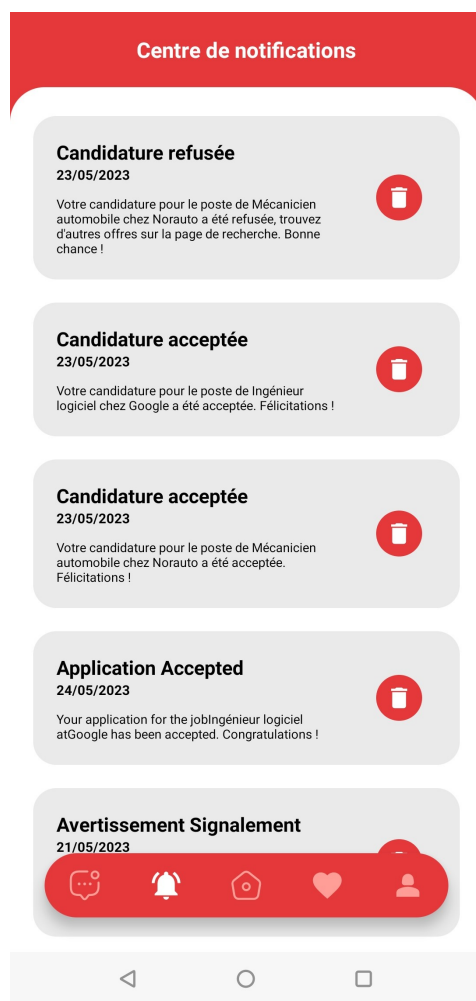 Centre de notifications
Candidature refusée
23/05/2023
Votre candidature pour le poste de Mécanicien
automobile chez Norauto a été refusée, trouvez
d'autres offres sur la page de recherche. Bonne
chance !
Candidature acceptée
23/05/2023
Votre candidature pour le poste de Ingénieur
logiciel chez Google a été acceptée. Félicitations !
Candidature acceptée
23/05/2023
Votre candidature pour le poste de Mécanicien
automobile chez Norauto a été acceptée.
Félicitations !
Application Accepted
24/05/2023
Your application for the jobIngénieur logiciel
atGoogle has been accepted. Congratulations !
Avertissement Signalement
21/05/2023